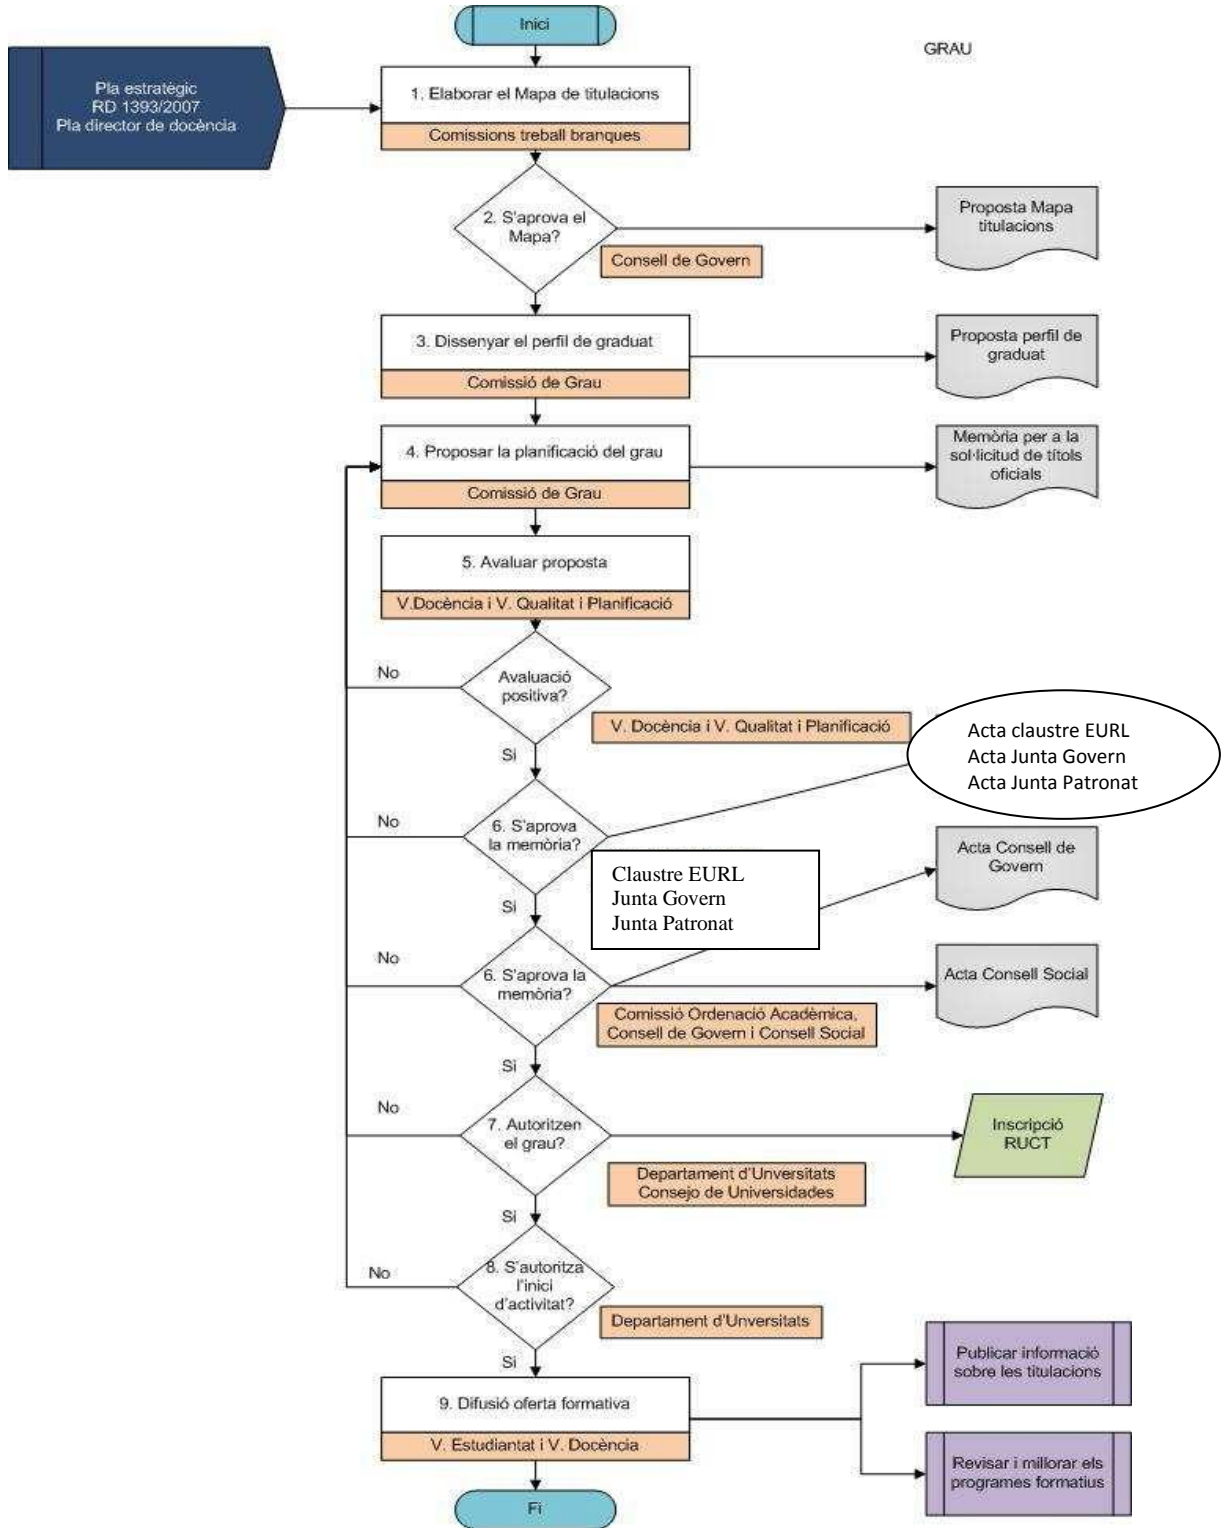 Inici
GRAU
Pla estratègic
RD 1393/2007
Pla director de docència
1. Elaborar el Mapa de titulacions
Comissions treball branques
2. S'aprova el
Mapa?
Consell de Govern
Proposta Mapa
titulacions
3. Dissenyar el perfil de graduat
Comissió de Grau
Proposta perfil de
graduat
4. Proposar la planificació del grau
Comissió de Grau
Memòria per a la
sol·licitud de títols
oficials
5. Avaluar proposta
V.Docència i V. Qualitat i Planificació
No
Avaluació
positiva?
V. Docència i V. Qualitat i Planificació
Si
Acta claustre EURL
Acta Junta Govern
Acta Junta Patronat
No
6. S'aprova
la memòria?
Claustre EURL
Junta Govern
Junta Patronat
Acta Consell de
Govern
Si
No
6. S'aprova la
memòria?
Comissió Ordenació Acadèmica,
Consell de Govern i Consell Social
Acta Consell Social
Si
No
7. Autoritzen
el grau?
Departament d'Unversitats
Consejo de Universidades
Inscripció
RUCT
Si
No
8. S'autoritza
l'inici
d'activitat?
Departament d'Unversitats
Si
9. Difusió oferta formativa
V. Estudiantat i V. Docència
Publicar informació
sobre les titulacions
Revisar i millorar els
programes formatius
Fi